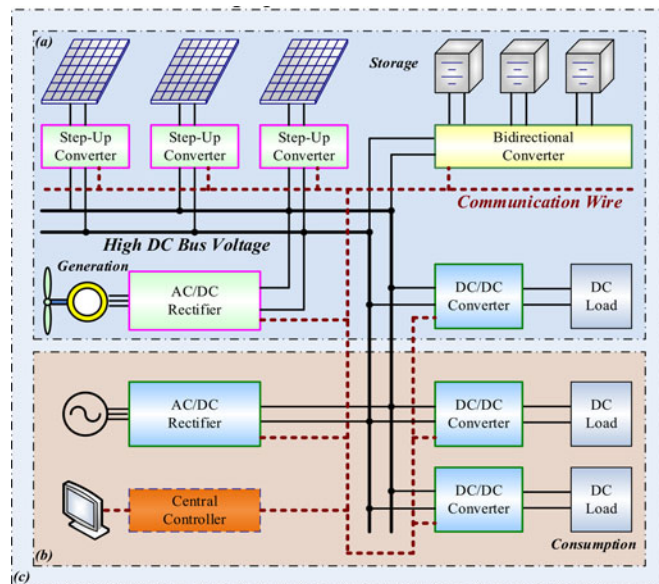 (a)
Storage
Step-Up
Converter
Step-Up
Converter
Step-Up
Converter
Bidirectional
Converter
Communication Wire
High DC Bus Voltage
Generation
AC/DC
Rectifier
DC/DC
Converter
DC
Load
AC/DC
Rectifier
DC/DC
Converter
DC
Load
Central
Controller
DC/DC
Converter
DC
Load
Consumption
(b)
(c)